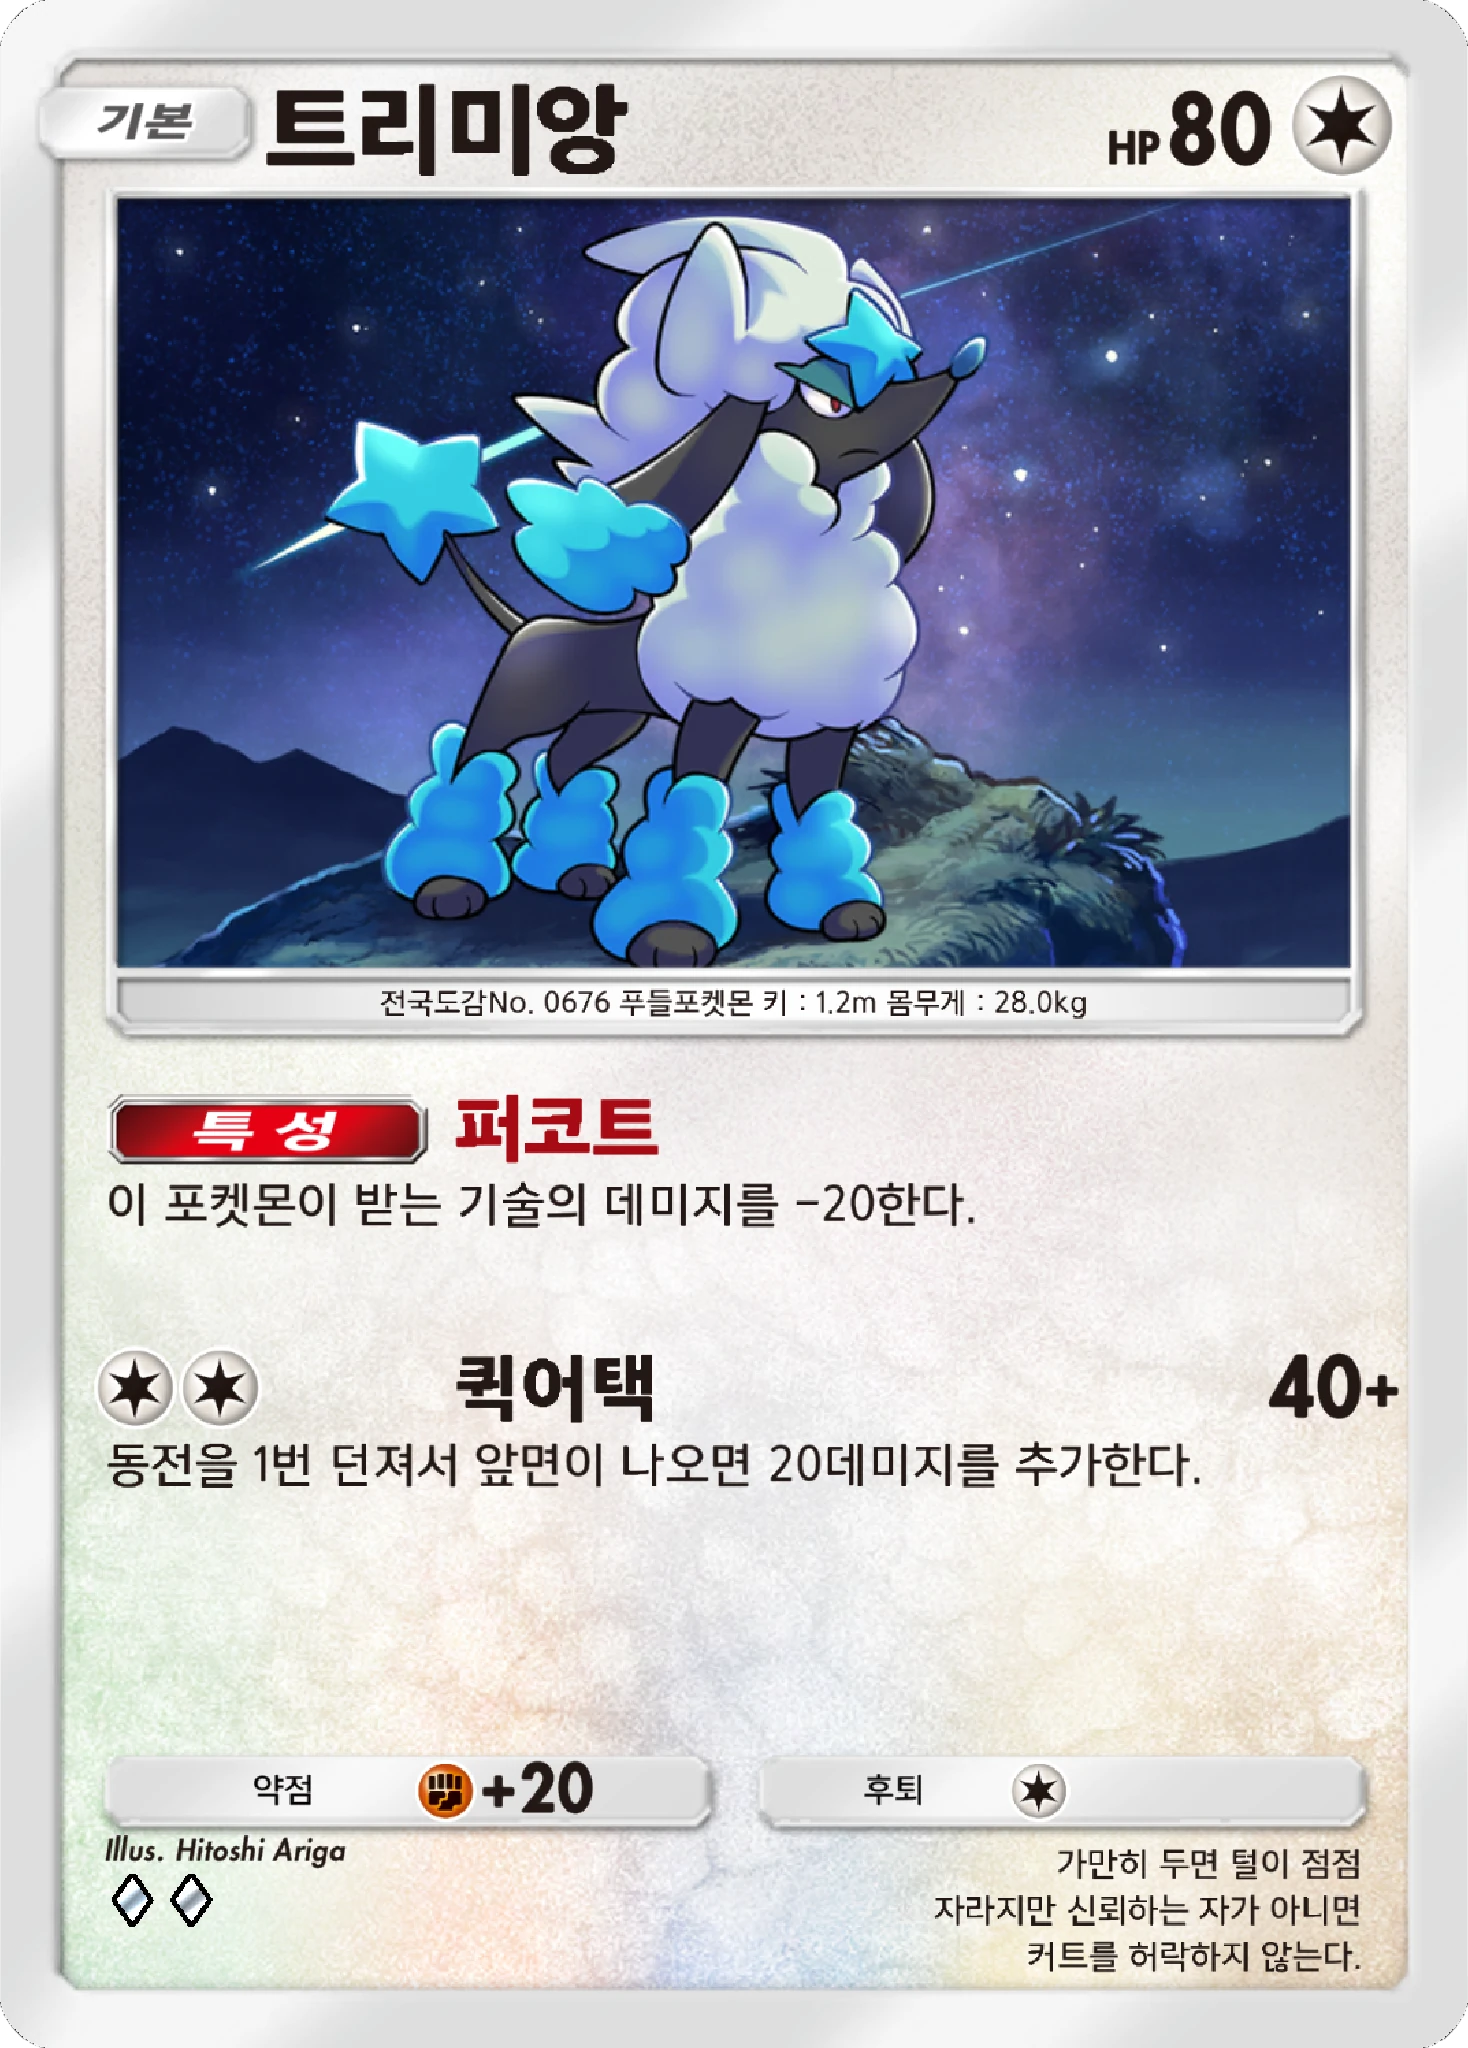 기본 트리미앙 HP 80
전국도감No. 0676 푸들포켓몬 키 : 1.2m 몸무게 : 28.0kg
특성 퍼코트
이 포켓몬이 받는 기술의 데미지를 -20한다.
퀵어택 40+
동전을 1번 던져서 앞면이 나오면 20데미지를 추가한다.
약점 +20 후퇴
Illus. Hitoshi Ariga
가만히 두면 털이 점점
자라지만 신뢰하는 자가 아니면
커트를 허락하지 않는다.